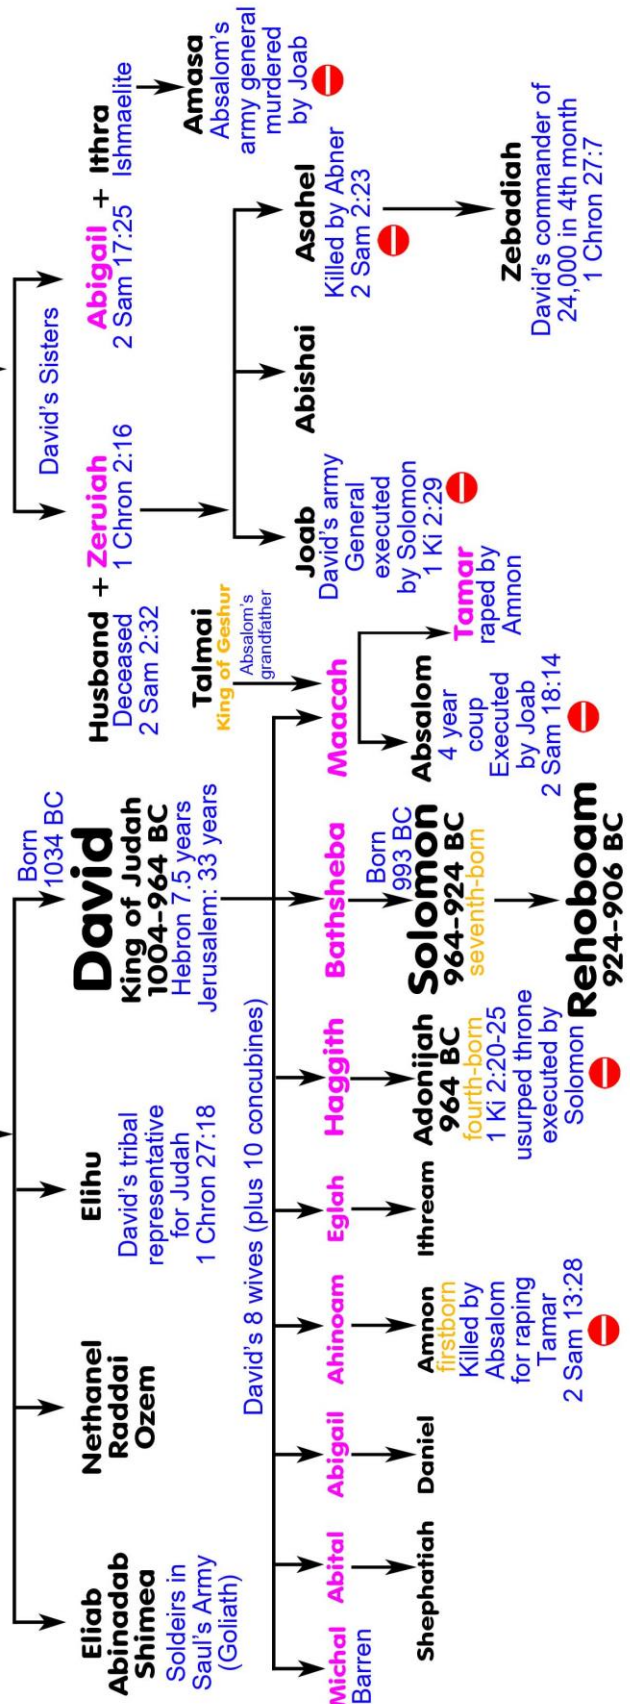 Eliab
Abinadab
Shimea
Soldeirs in
Saul's Army
(Goliath)
Nethanel
Raddai
Ozem
Elihu
David's tribal
representative
for Judah
1 Chron 27:18
Born
1034 BC
David
King of Judah
1004-964 BC
Hebron 7.5 years
Jerusalem: 33 years
David's Sisters
Husband + Zeruiah
Deceased
2 Sam 2:32
1 Chron 2:16
Abigail + Ithra
2 Sam 17:25
Ishmaelite
Amasa
Absalom's
army general
murdered
by Joab
Joab
David's army
General
executed
by Solomon
1 Ki 2:29
Abishai
Asahel
Killed by Abner
2 Sam 2:23
Zebadiah
David's commander of
24,000 in 4th month
1 Chron 27:7
Talmai
King of Geshur
Absalom's
grandfather
David's 8 wives (plus 10 concubines)
Michal
Barren
Abital
Shephatiah
Abigail
Daniel
Ahinoam
Amnon
firstborn
Killed by
Absalom
for raping
Tamar
2 Sam 13:28
Eglah
Ithream
Haggith
Adonijah
964 BC
fourth-born
1 Ki 2:20-25
usurped throne
executed by
Solomon
Bathsheba
Born
993 BC
Solomon
964-924 BC
seventh-born
Rehoboam
924-906 BC
Maacah
Absalom
4 year
coup
Executed
by Joab
2 Sam 18:14
Tamar
raped by
Amnon